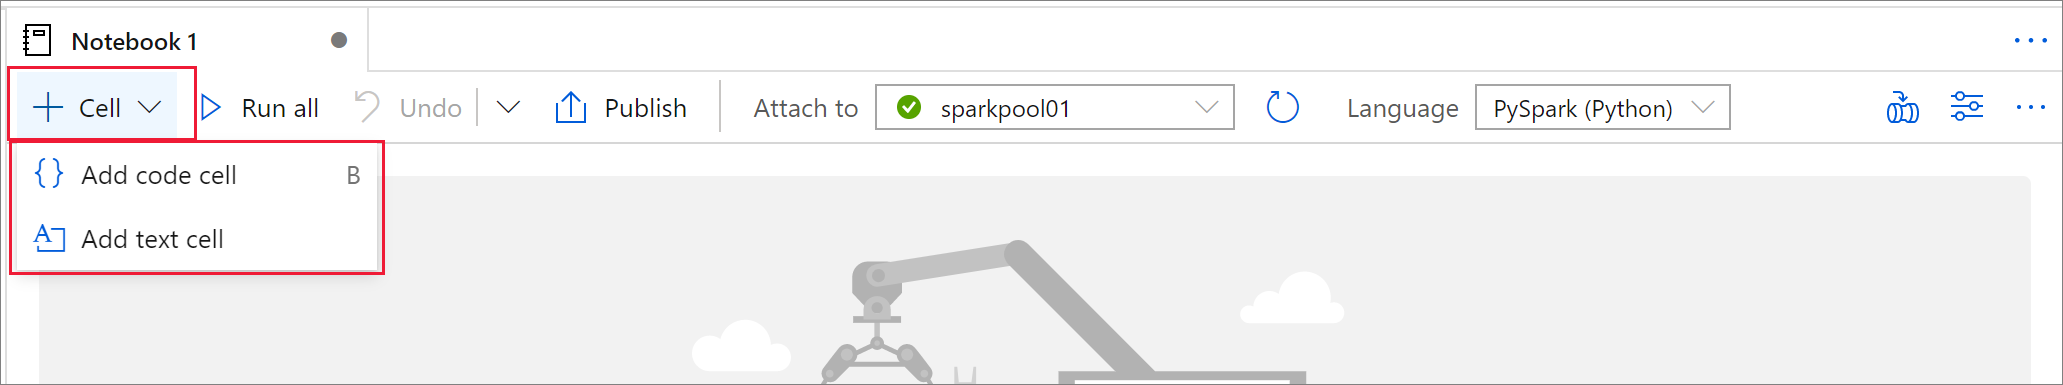 Notebook 1
Cell Run all Undo Publish Attach to sparkpool01 Language PySpark (Python)
Add code cell B
Add text cell